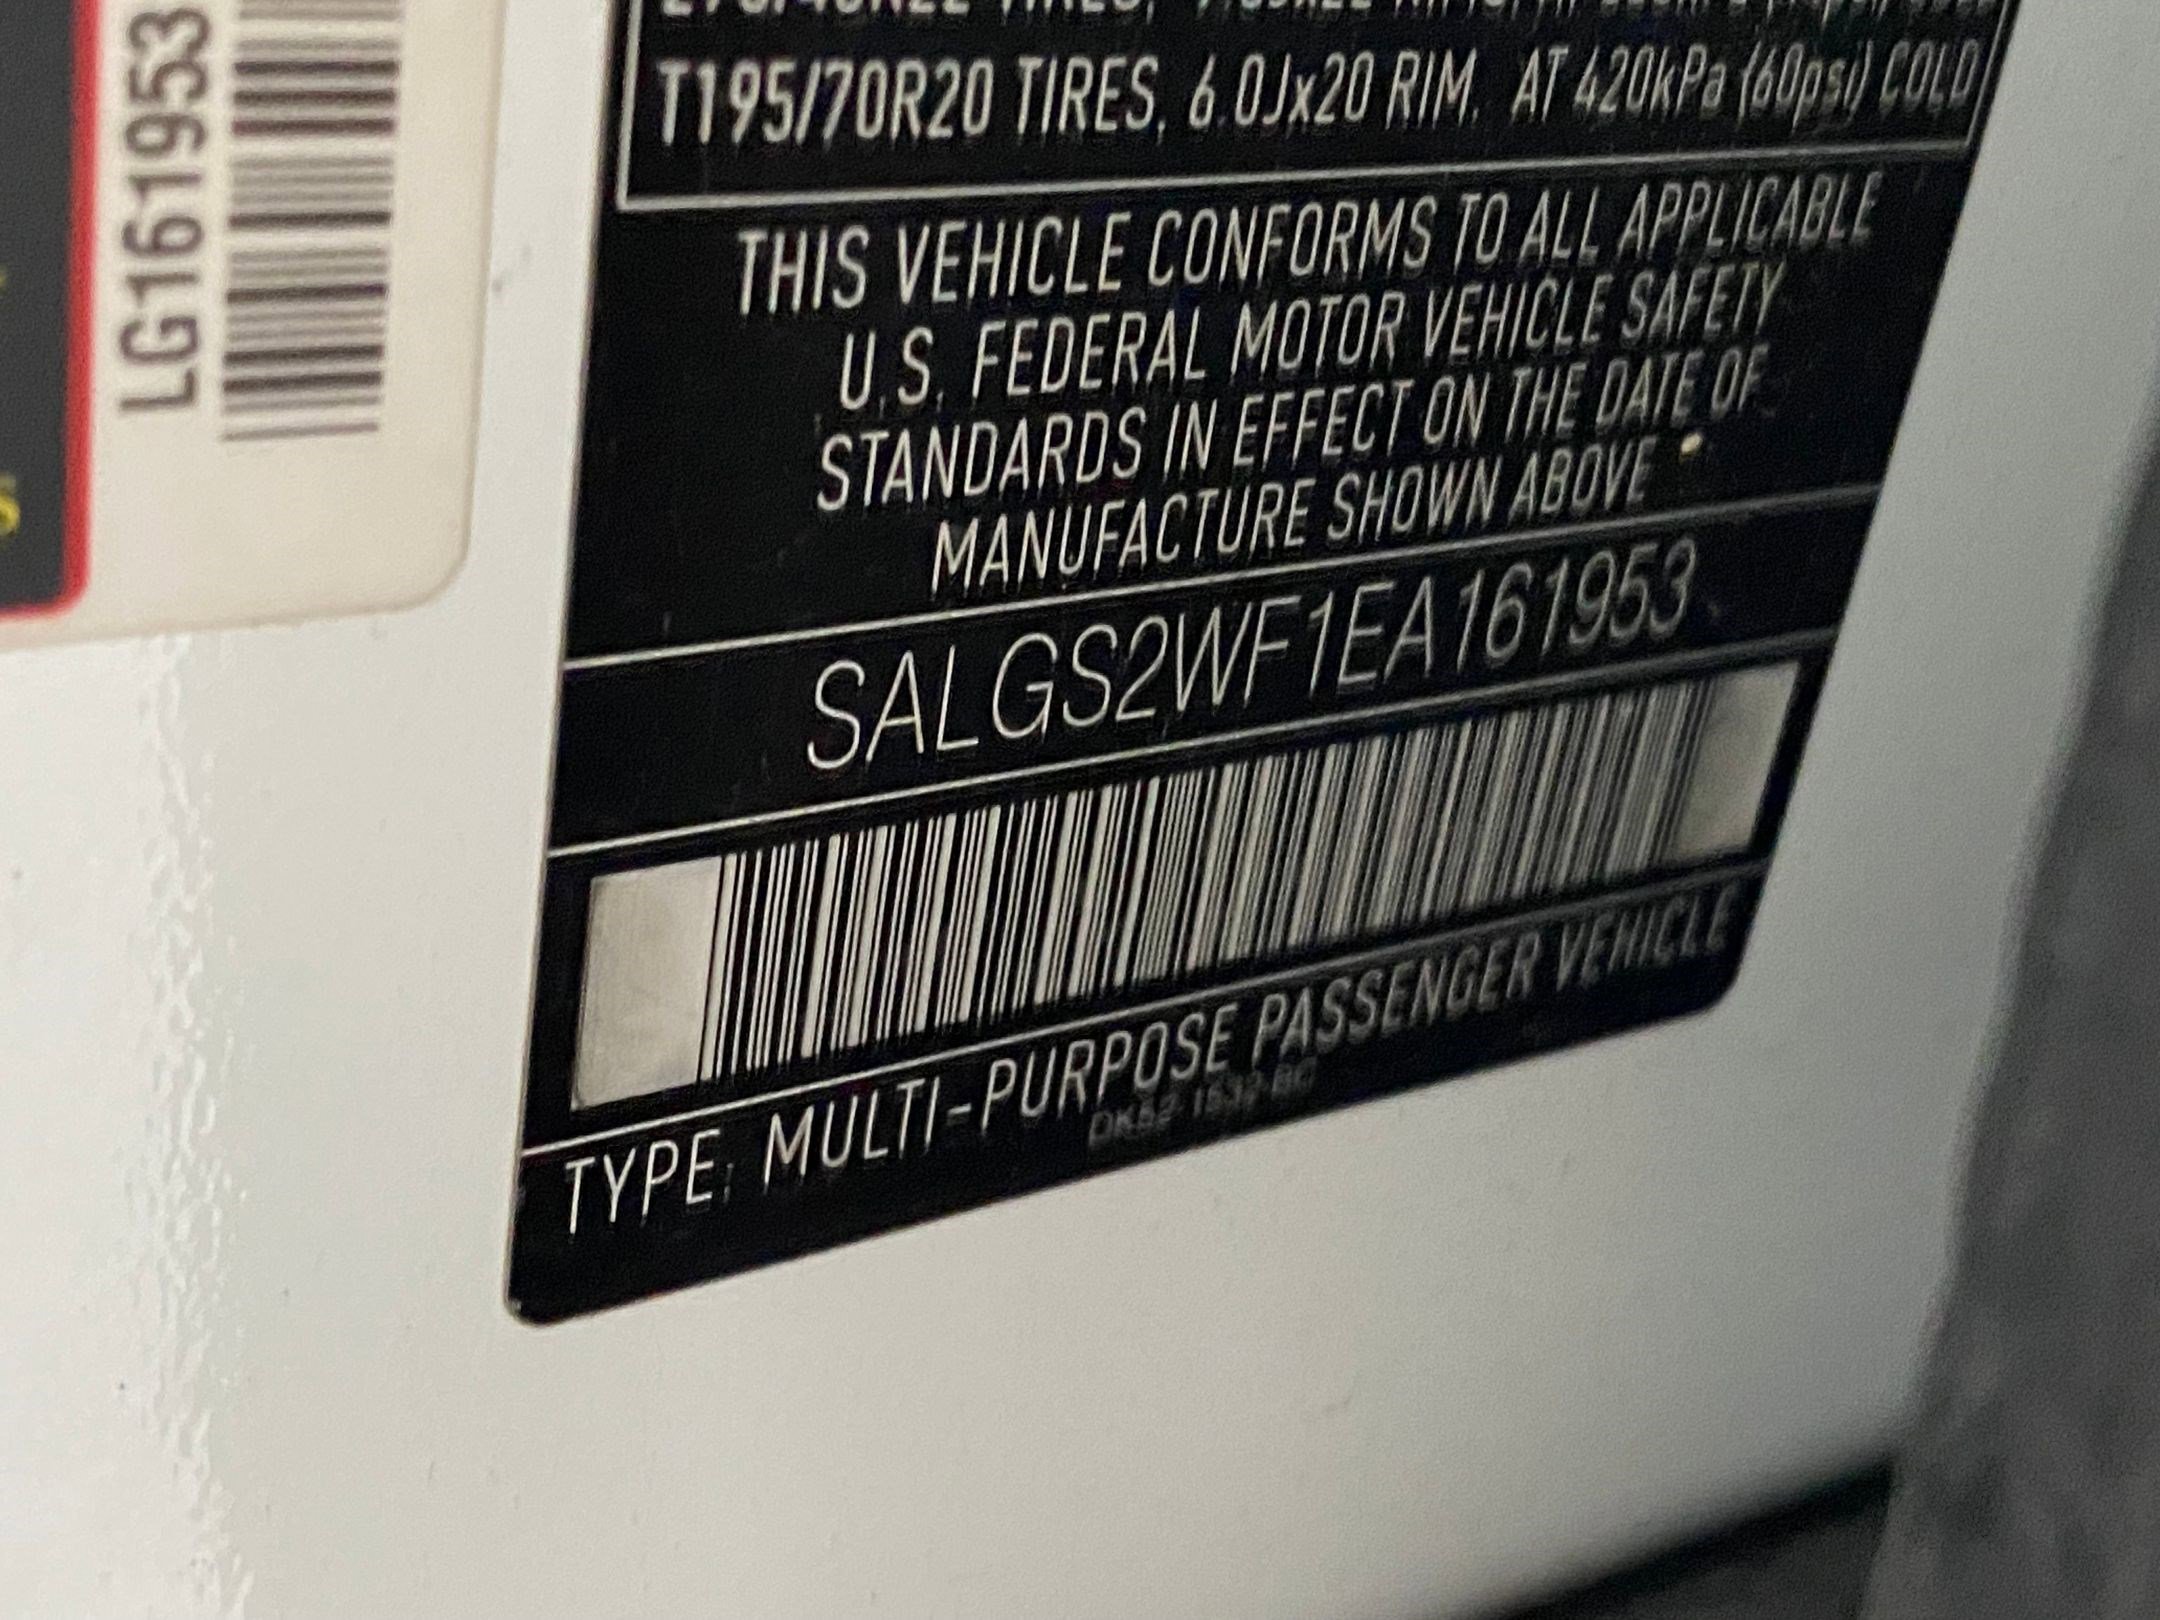 LG161953
T195/70R20 TIRES, 6.0Jx20 RIM, AT 420kPa (60psi) COLD
THIS VEHICLE CONFORMS TO ALL APPLICABLE
U.S. FEDERAL MOTOR VEHICLE SAFETY
STANDARDS IN EFFECT ON THE DATE OF
MANUFACTURE SHOWN ABOVE
SALGS2WF1EA161953
TYPE: MULTI-PURPOSE PASSENGER VEHICLE